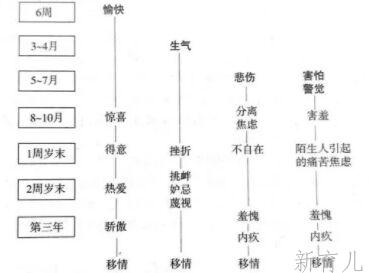 6周 愉快
3~4月 生气
5~7月 悲伤 害怕
警觉
8~10月 惊喜 分离 害羞
焦虑
1周岁末 得意 挫折 不自在 陌生人引起
的痛苦焦虑
2周岁末 热爱 挑衅
妒忌
蔑视
第三年 骄傲 羞愧 羞愧
内疚 内疚
移情 移情 移情 移情
新育儿